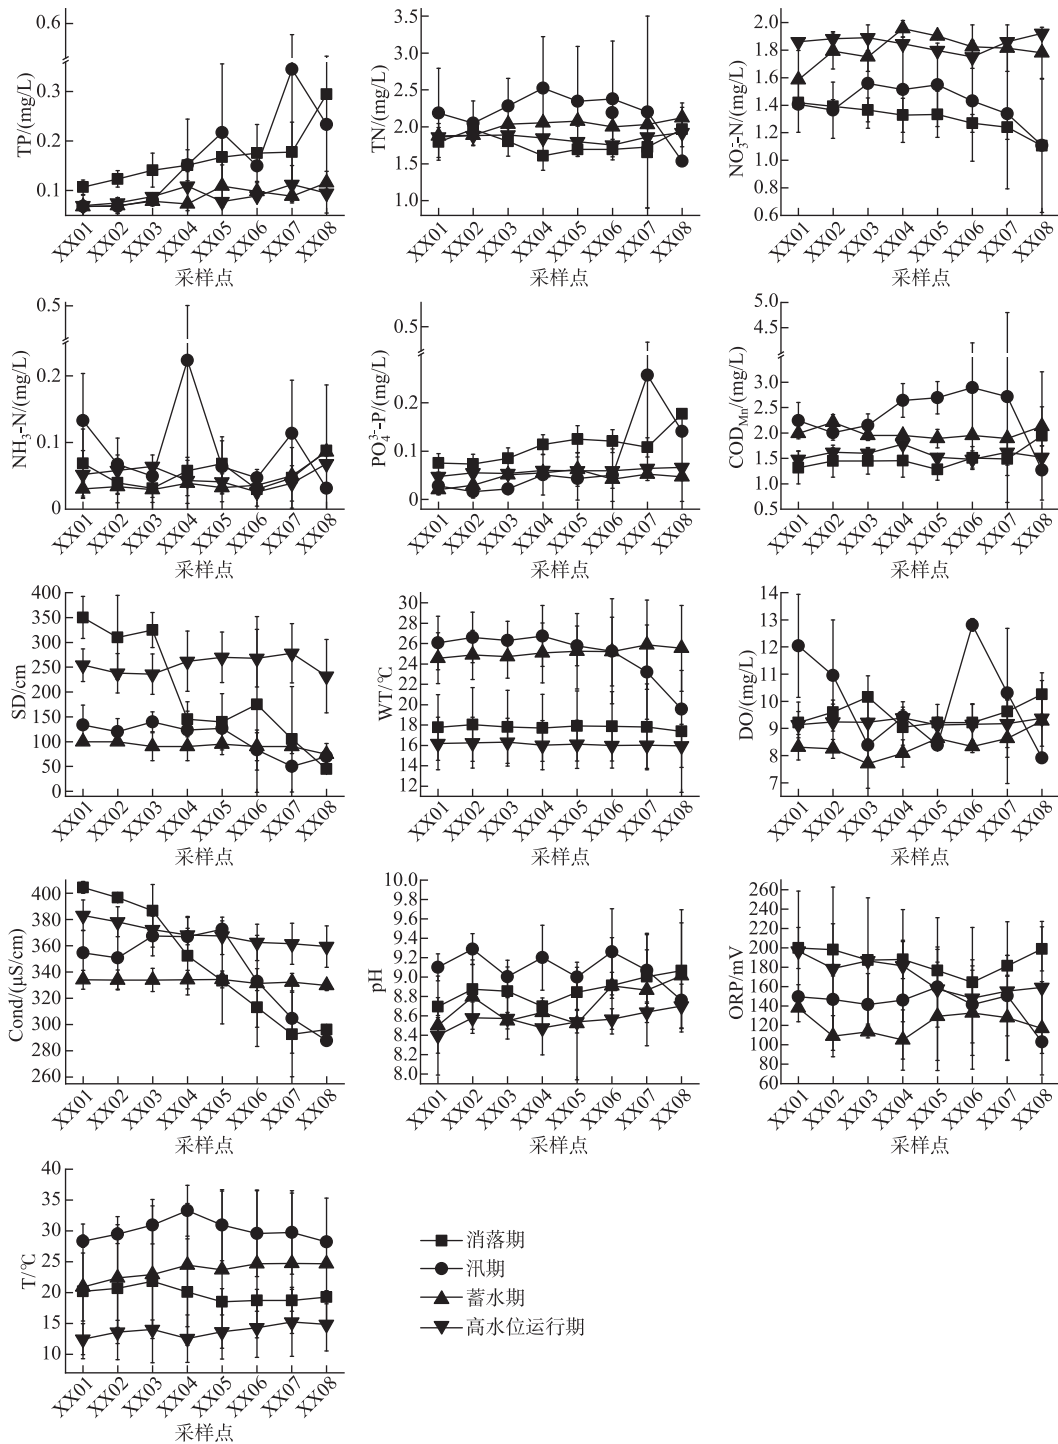 TP/(mg/L)
0.6
0.3
0.2
0.1
XX01 XX02 XX03 XX04 XX05 XX06 XX07 XX08
采样点
TN/(mg/L)
3.5
3.0
2.5
2.0
1.5
1.0
XX01 XX02 XX03 XX04 XX05 XX06 XX07 XX08
采样点
NO₃⁻-N/(mg/L)
2.0
1.8
1.6
1.4
1.2
1.0
0.6
XX01 XX02 XX03 XX04 XX05 XX06 XX07 XX08
采样点
NH₃-N/(mg/L)
0.5
0.2
0.1
0
XX01 XX02 XX03 XX04 XX05 XX06 XX07 XX08
采样点
PO₄³⁻-P/(mg/L)
0.5
0.2
0.1
0
XX01 XX02 XX03 XX04 XX05 XX06 XX07 XX08
采样点
COD_Mn/(mg/L)
5.0
4.5
3.0
2.5
2.0
1.5
1.0
0.5
XX01 XX02 XX03 XX04 XX05 XX06 XX07 XX08
采样点
SD/cm
400
350
300
250
200
150
100
50
0
XX01 XX02 XX03 XX04 XX05 XX06 XX07 XX08
采样点
WT/℃
30
28
26
24
22
20
18
16
14
12
XX01 XX02 XX03 XX04 XX05 XX06 XX07 XX08
采样点
DO/(mg/L)
14
13
12
11
10
9
8
7
XX01 XX02 XX03 XX04 XX05 XX06 XX07 XX08
采样点
Cond/(μS/cm)
400
380
360
340
320
300
280
260
XX01 XX02 XX03 XX04 XX05 XX06 XX07 XX08
采样点
pH
10.0
9.6
9.4
9.2
9.0
8.8
8.6
8.4
8.2
8.0
XX01 XX02 XX03 XX04 XX05 XX06 XX07 XX08
采样点
ORP/mV
260
240
220
200
180
160
140
120
100
80
60
XX01 XX02 XX03 XX04 XX05 XX06 XX07 XX08
采样点
T/℃
40
35
30
25
20
15
10
XX01 XX02 XX03 XX04 XX05 XX06 XX07 XX08
采样点
消落期
汛期
蓄水期
高水位运行期